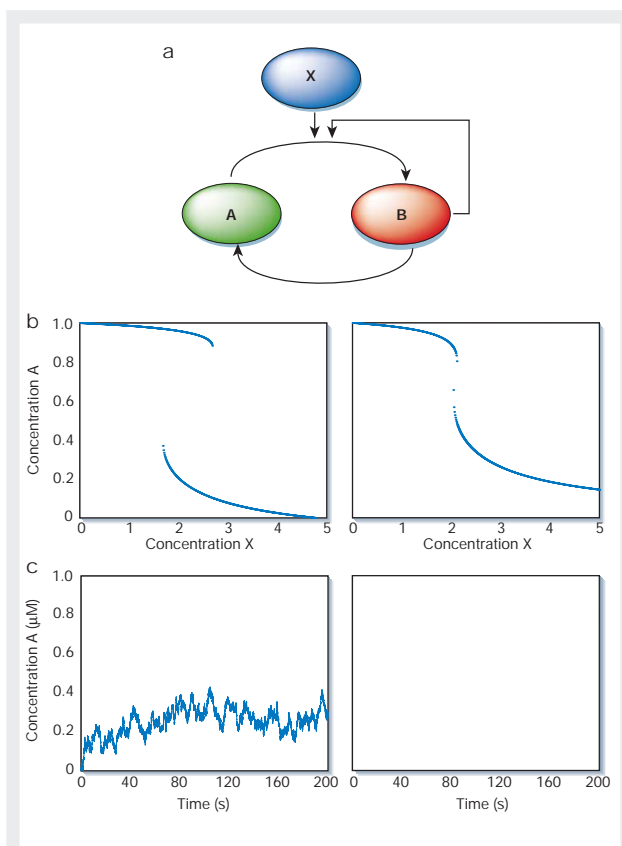 a
X
A
B
b
Concentration A
1.0
0.8
0.6
0.4
0.2
0
0 1 2 3 4 5
Concentration X
0 1 2 3 4 5
Concentration X
c
Concentration A (μM)
1.0
0.8
0.6
0.4
0.2
0
0 40 80 120 160 200
Time (s)
0 40 80 120 160 200
Time (s)